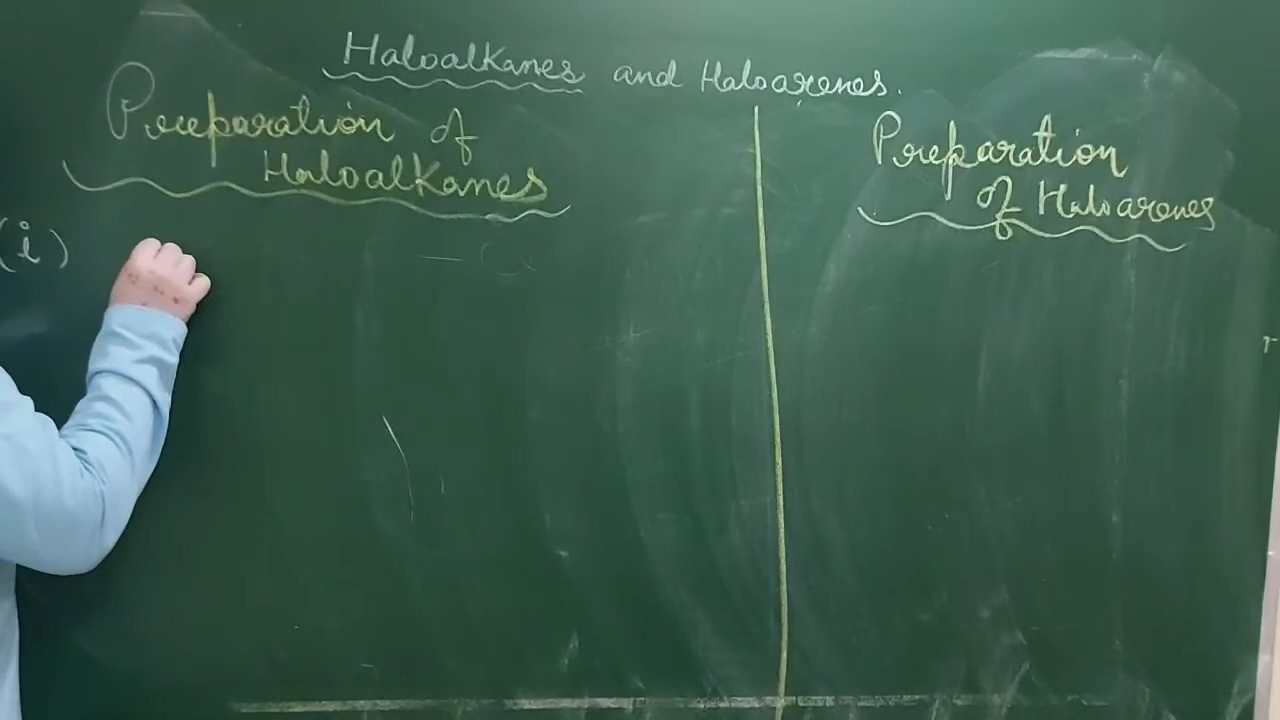 Haloalkanes and Haloarenes.
Preparation of
Haloalkanes
(i)
Preparation
of Haloarenes